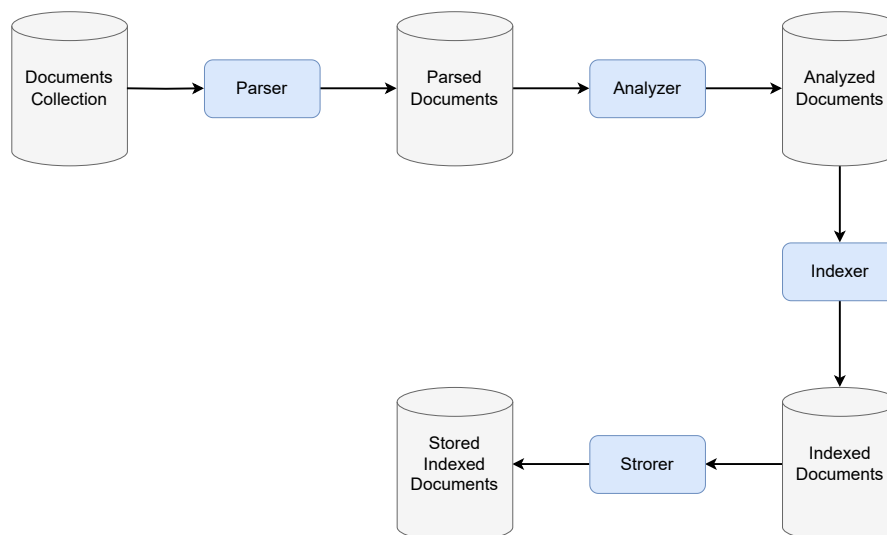 Documents
Collection
Parser
Parsed
Documents
Analyzer
Analyzed
Documents
Indexer
Stored
Indexed
Documents
Strorer
Indexed
Documents